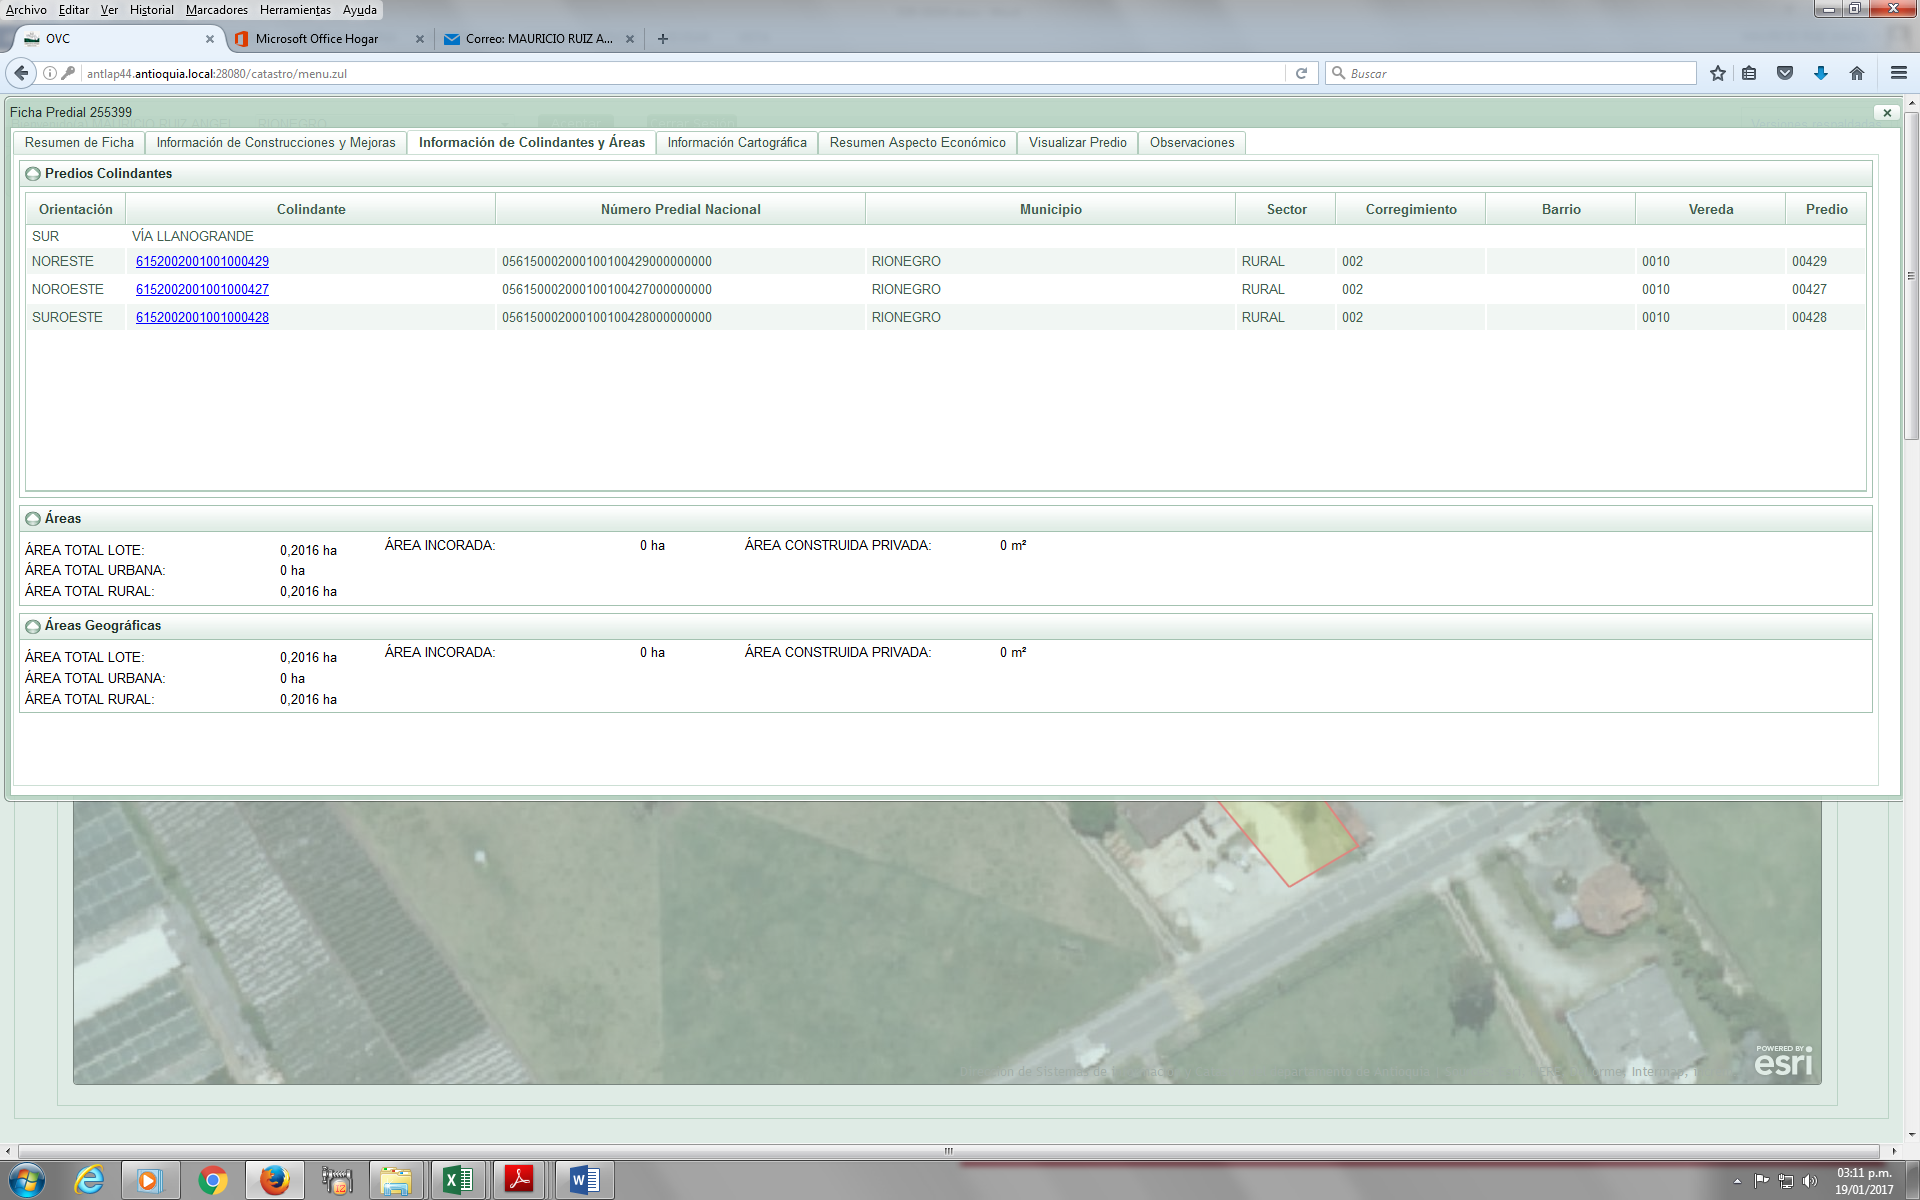 Archivo Editar Ver Historial Marcadores Herramientas Ayuda
OVC
Microsoft Office Hogar
Correo: MAURICIO RUIZ A...
antlap44.antioquia.local:28080/catastro/menu.zul
Buscar
Ficha Predial 255399
Resumen de Ficha
Información de Construcciones y Mejoras
Información de Colindantes y Áreas
Información Cartográfica
Resumen Aspecto Económico
Visualizar Predio
Observaciones
Predios Colindantes
Orientación Colindante Número Predial Nacional Municipio Sector Corregimiento Barrio Vereda Predio
SUR VÍA LLANOGRANDE
NORESTE 6152002001001000429 056150002000100100429000000000 RIONEGRO RURAL 002 0010 00429
NOROESTE 6152002001001000427 056150002000100100427000000000 RIONEGRO RURAL 002 0010 00427
SUROESTE 6152002001001000428 056150002000100100428000000000 RIONEGRO RURAL 002 0010 00428
Áreas
ÁREA TOTAL LOTE: 0,2016 ha ÁREA INCORADA: 0 ha ÁREA CONSTRUIDA PRIVADA: 0 m²
ÁREA TOTAL URBANA: 0 ha
ÁREA TOTAL RURAL: 0,2016 ha
Áreas Geográficas
ÁREA TOTAL LOTE: 0,2016 ha ÁREA INCORADA: 0 ha ÁREA CONSTRUIDA PRIVADA: 0 m²
ÁREA TOTAL URBANA: 0 ha
ÁREA TOTAL RURAL: 0,2016 ha
POWERED BY
esri
03:11 p.m.
19/01/2017